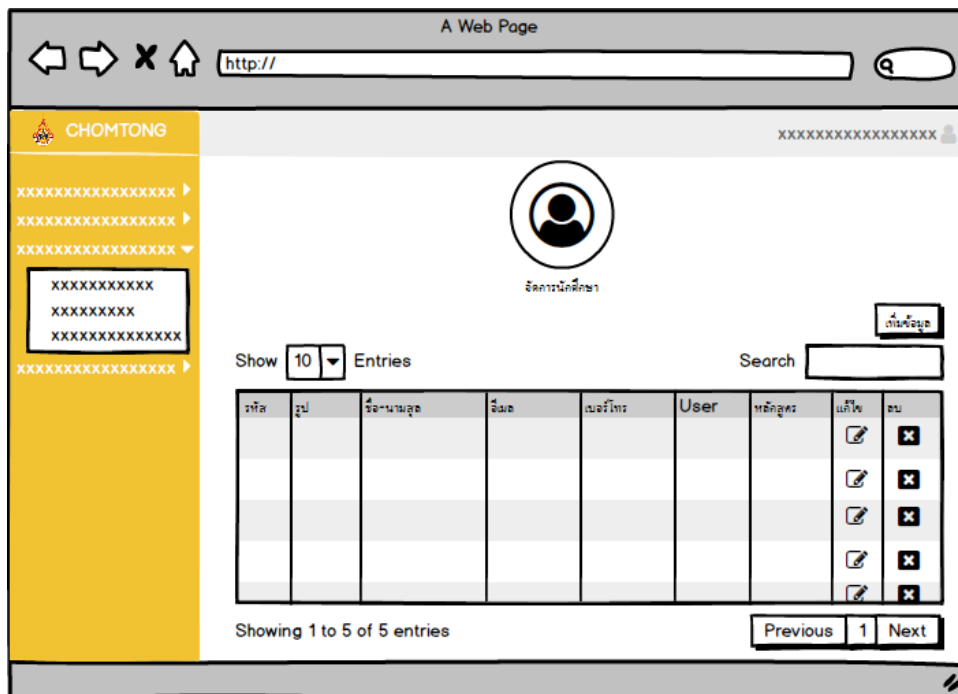 A Web Page
http://
CHOMTONG
xxxxxxxxxxxxxxxxx
xxxxxxxxxxxxxxxxx
xxxxxxxxxxxxxxxxx
xxxxxxxxxxxxxxxxx
xxxxxxxxxxx
xxxxxxxxx
xxxxxxxxxxxxxx
xxxxxxxxxxxxxxxxx
จัดการนักศึกษา
เพิ่มข้อมูล
Show 10 Entries Search
รหัส รูป ชื่อ-นามสกุล อีเมล เบอร์โทร User หลักสูตร แก้ไข ลบ
Showing 1 to 5 of 5 entries Previous 1 Next